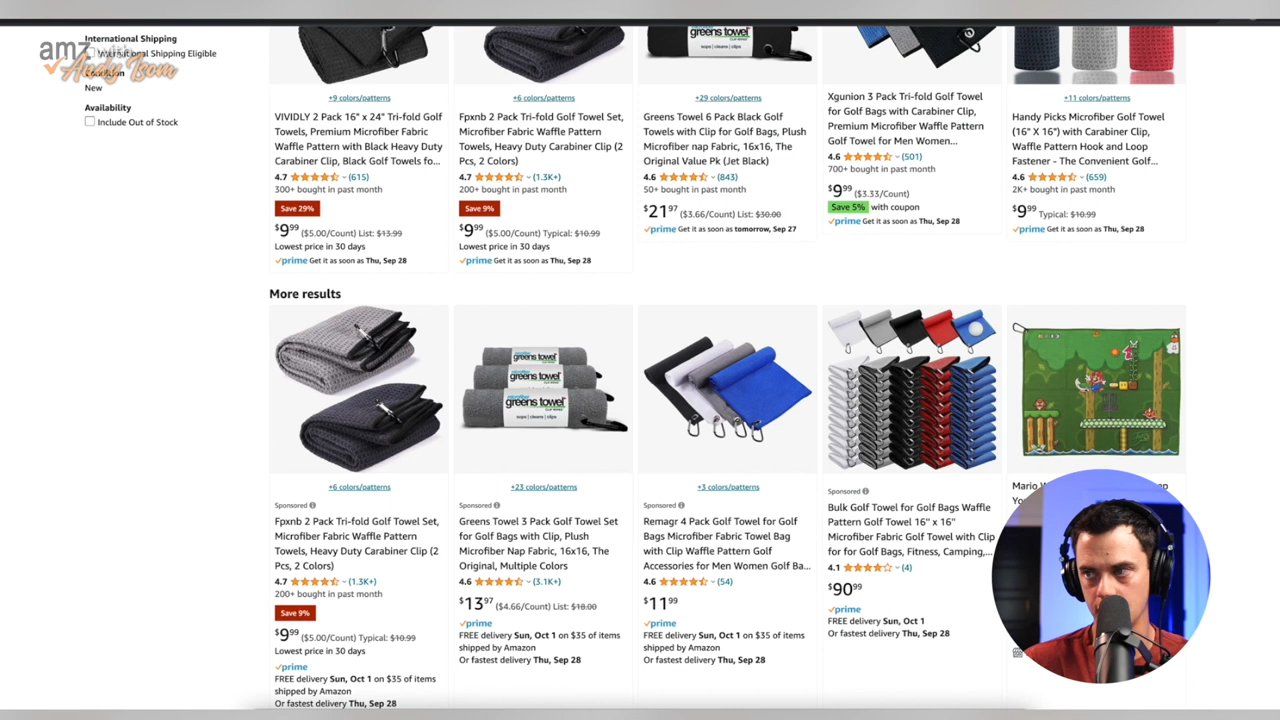 amz
with
Andy Isom
International Shipping
International Shipping Eligible
Condition
New
Availability
Include Out of Stock
+9 colors/patterns
VIVIDLY 2 Pack 16" x 24" Tri-fold Golf
Towels, Premium Microfiber Fabric
Waffle Pattern with Black Heavy Duty
Carabiner Clip, Black Golf Towels fo...
4.7 (615)
300+ bought in past month
Save 29%
$9.99 ($5.00/Count) List: $13.99
Lowest price in 30 days
prime Get it as soon as Thu, Sep 28
+6 colors/patterns
Fpxnb 2 Pack Tri-fold Golf Towel Set,
Microfiber Fabric Waffle Pattern
Towels, Heavy Duty Carabiner Clip (2
Pcs, 2 Colors)
4.7 (1.3K+)
200+ bought in past month
Save 9%
$9.99 ($5.00/Count) Typical: $10.99
Lowest price in 30 days
prime Get it as soon as Thu, Sep 28
greens towel
sops | cleans | clips
+29 colors/patterns
Greens Towel 6 Pack Black Golf
Towels with Clip for Golf Bags, Plush
Microfiber nap Fabric, 16x16, The
Original Value Pk (Jet Black)
4.6 (843)
50+ bought in past month
$21.97 ($3.66/Count) List: $30.00
prime Get it as soon as tomorrow, Sep 27
Xgunion 3 Pack Tri-fold Golf Towel
for Golf Bags with Carabiner Clip,
Premium Microfiber Waffle Pattern
Golf Towel for Men Women...
4.6 (501)
700+ bought in past month
$9.99 ($3.33/Count)
Save 5% with coupon
prime Get it as soon as Thu, Sep 28
+11 colors/patterns
Handy Picks Microfiber Golf Towel
(16" X 16") with Carabiner Clip,
Waffle Pattern Hook and Loop
Fastener - The Convenient Golf...
4.6 (659)
2K+ bought in past month
$9.99 Typical: $10.99
prime Get it as soon as Thu, Sep 28
More results
+6 colors/patterns
Sponsored
Fpxnb 2 Pack Tri-fold Golf Towel Set,
Microfiber Fabric Waffle Pattern
Towels, Heavy Duty Carabiner Clip (2
Pcs, 2 Colors)
4.7 (1.3K+)
200+ bought in past month
Save 9%
$9.99 ($5.00/Count) Typical: $10.99
Lowest price in 30 days
prime
FREE delivery Sun, Oct 1 on $35 of items
shipped by Amazon
Or fastest delivery Thu, Sep 28
greens towel
greens towel
greens towel
sops | cleans | clips
+23 colors/patterns
Sponsored
Greens Towel 3 Pack Golf Towel Set
for Golf Bags with Clip, Plush
Microfiber Nap Fabric, 16x16, The
Original, Multiple Colors
4.6 (3.1K+)
$13.97 ($4.66/Count) List: $18.00
prime
FREE delivery Sun, Oct 1 on $35 of items
shipped by Amazon
Or fastest delivery Thu, Sep 28
+3 colors/patterns
Sponsored
Remagr 4 Pack Golf Towel for Golf
Bags Microfiber Fabric Towel Bag
with Clip Waffle Pattern Golf
Accessories for Men Women Golf Ba...
4.6 (54)
$11.99
prime
FREE delivery Sun, Oct 1 on $35 of items
shipped by Amazon
Or fastest delivery Thu, Sep 28
Sponsored
Bulk Golf Towel for Golf Bags Waffle
Pattern Golf Towel 16" x 16"
Microfiber Fabric Golf Towel with Clip
for for Golf Bags, Fitness, Camping,...
4.1 (4)
$90.99
prime
FREE delivery Sun, Oct 1
Or fastest delivery Thu, Sep 28
Mario